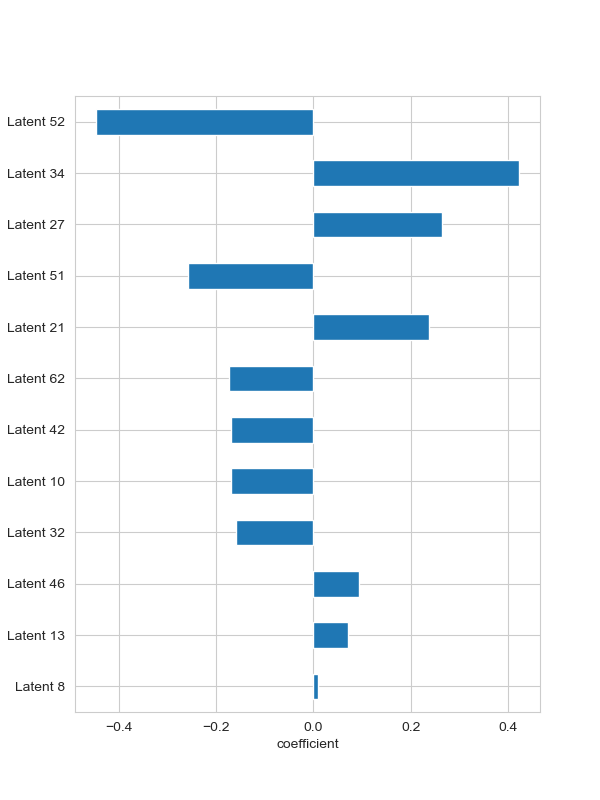 Latent 52
Latent 34
Latent 27
Latent 51
Latent 21
Latent 62
Latent 42
Latent 10
Latent 32
Latent 46
Latent 13
Latent 8
−0.4 −0.2 0.0 0.2 0.4
coefficient